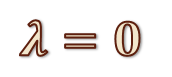 λ = 0